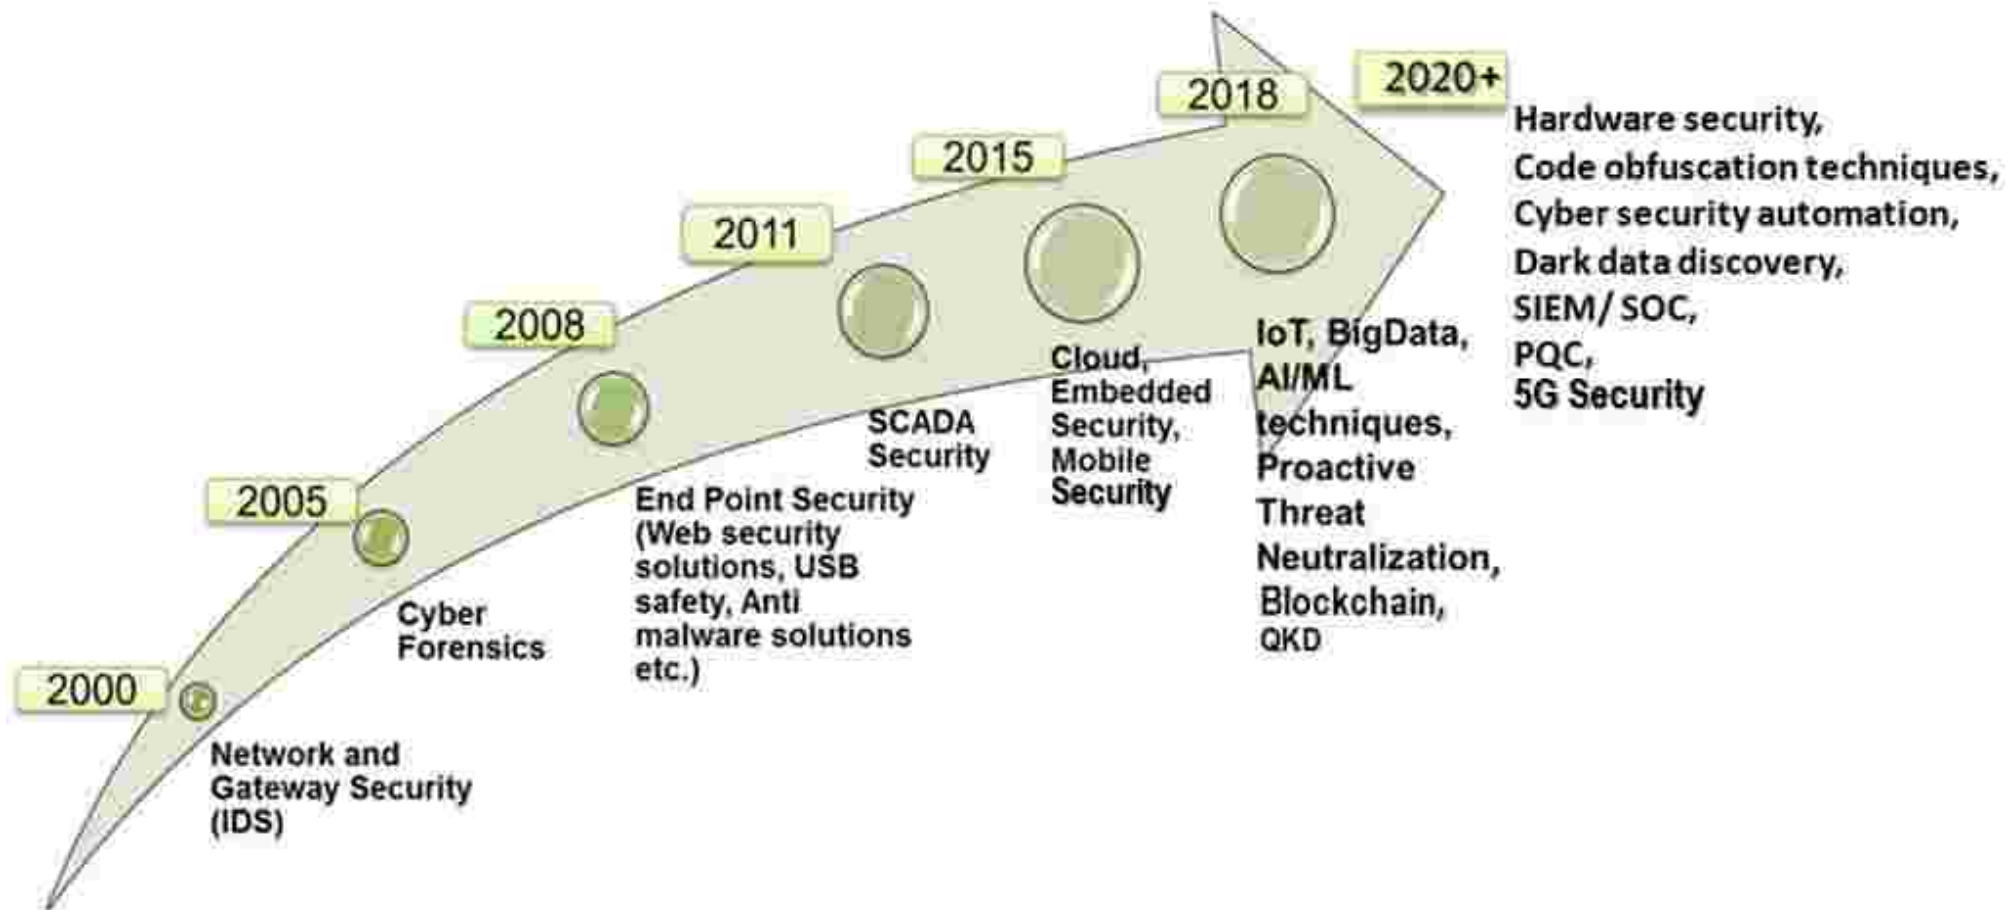 2000
Network and
Gateway Security
(IDS)
2005
Cyber
Forensics
2008
End Point Security
(Web security
solutions, USB
safety, Anti
malware solutions
etc.)
2011
SCADA
Security
2015
Cloud,
Embedded
Security,
Mobile
Security
2018
IoT, BigData,
AI/ML
techniques,
Proactive
Threat
Neutralization,
Blockchain,
QKD
2020+
Hardware security,
Code obfuscation techniques,
Cyber security automation,
Dark data discovery,
SIEM/ SOC,
PQC,
5G Security